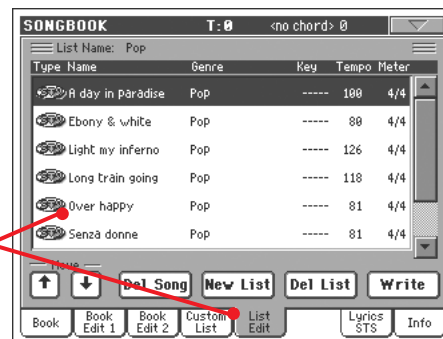 SONGBOOK T:0 <no chord> 0
List Name: Pop
Type Name Genre Key Tempo Meter
A day in paradise Pop ----- 100 4/4
Ebony & white Pop ----- 80 4/4
Light my inferno Pop ----- 126 4/4
Long train going Pop ----- 118 4/4
Over happy Pop ----- 81 4/4
Senza donne Pop ----- 81 4/4
Move
Del Song New List Del List Write
Book Book Edit 1 Book Edit 2 Custom List List Edit Lyrics STS Info